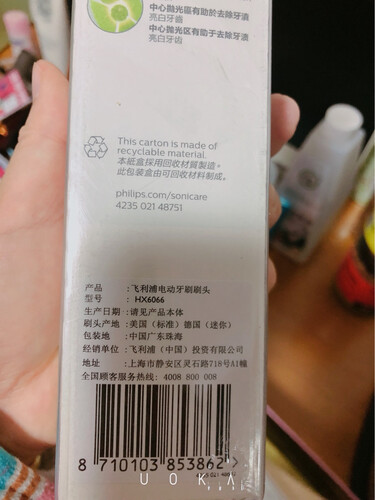 中心拋光區有助於去除牙漬
亮白牙齒
中心抛光区有助于去除牙渍
亮白牙齿
This carton is made of
recyclable material.
本紙盒採用回收材質製造。
此包装盒由可回收材料制成。
philips.com/sonicare
4235 021 48751
产品 :飞利浦电动牙刷刷头
型号 : HX6066
生产日期:请见产品本体
刷头产地:美国（标准）德国（迷你）
包装地 :中国广东珠海
经销单位:飞利浦（中国）投资有限公司
地址 :上海市静安区灵石路718号A1幢
全国顾客服务热线: 4008 800 008
8 710103 853862 >
UOKA